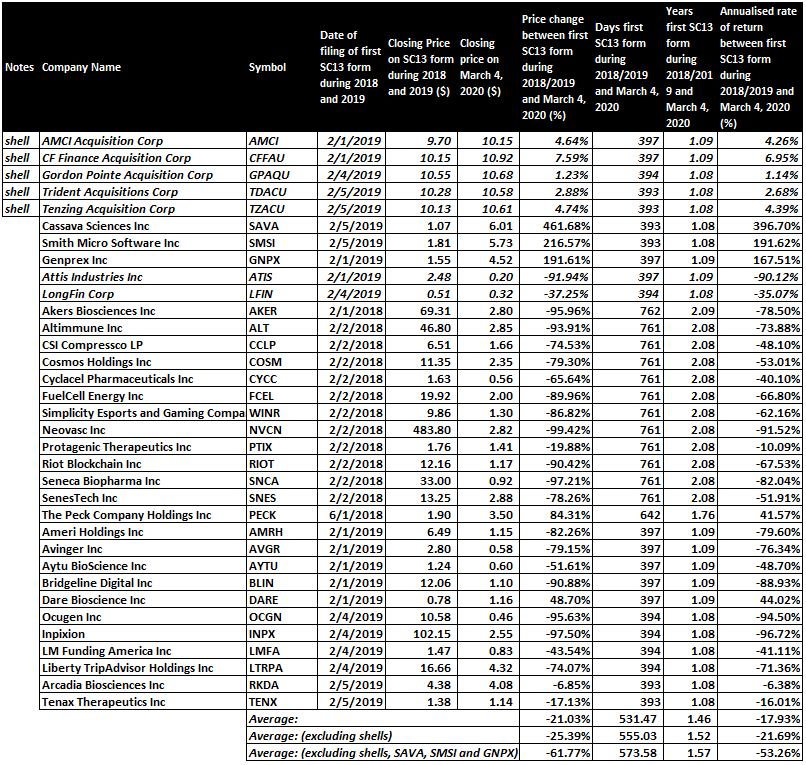 Notes Company Name Symbol Date of filing of first SC13 form during 2018 and 2019 Closing Price on SC13 form during 2018 and 2019 ($) Closing price on March 4, 2020 ($) Price change between first SC13 form during 2018/2019 and March 4, 2020 (%) Days first SC13 form during 2018/2019 and March 4, 2020 Years first SC13 form during 2018/201 9 and March 4, 2020 Annualised rate of return between first SC13 form during 2018/2019 and March 4, 2020 (%)
shell AMCI Acquisition Corp AMCI 2/1/2019 9.70 10.15 4.64% 397 1.09 4.26%
shell CF Finance Acquisition Corp CFFAU 2/1/2019 10.15 10.92 7.59% 397 1.09 6.95%
shell Gordon Pointe Acquisition Corp GPAQU 2/4/2019 10.55 10.68 1.23% 394 1.08 1.14%
shell Trident Acquisitions Corp TDACU 2/5/2019 10.28 10.58 2.88% 393 1.08 2.68%
shell Tenzing Acquisition Corp TZACU 2/5/2019 10.13 10.61 4.74% 393 1.08 4.39%
Cassava Sciences Inc SAVA 2/5/2019 1.07 6.01 461.68% 393 1.08 396.70%
Smith Micro Software Inc SMSI 2/5/2019 1.81 5.73 216.57% 393 1.08 191.62%
Genprex Inc GNPX 2/1/2019 1.55 4.52 191.61% 397 1.09 167.51%
Attis Industries Inc ATIS 2/1/2019 2.48 0.20 -91.94% 397 1.09 -90.12%
LongFin Corp LFIN 2/4/2019 0.51 0.32 -37.25% 394 1.08 -35.07%
Akers Biosciences Inc AKER 2/1/2018 69.31 2.80 -95.96% 762 2.09 -78.50%
Altimmune Inc ALT 2/2/2018 46.80 2.85 -93.91% 761 2.08 -73.88%
CSI Compressco LP CCLP 2/2/2018 6.51 1.66 -74.53% 761 2.08 -48.10%
Cosmos Holdings Inc COSM 2/2/2018 11.35 2.35 -79.30% 761 2.08 -53.01%
Cyclacel Pharmaceuticals Inc CYCC 2/2/2018 1.63 0.56 -65.64% 761 2.08 -40.10%
FuelCell Energy Inc FCEL 2/2/2018 19.92 2.00 -89.96% 761 2.08 -66.80%
Simplicity Esports and Gaming Compa WINR 2/2/2018 9.86 1.30 -86.82% 761 2.08 -62.16%
Neovasc Inc NVCN 2/2/2018 483.80 2.82 -99.42% 761 2.08 -91.52%
Protagenic Therapeutics Inc PTIX 2/2/2018 1.76 1.41 -19.88% 761 2.08 -10.09%
Riot Blockchain Inc RIOT 2/2/2018 12.16 1.17 -90.42% 761 2.08 -67.53%
Seneca Biopharma Inc SNCA 2/2/2018 33.00 0.92 -97.21% 761 2.08 -82.04%
SenesTech Inc SNES 2/2/2018 13.25 2.88 -78.26% 761 2.08 -51.91%
The Peck Company Holdings Inc PECK 6/1/2018 1.90 3.50 84.31% 642 1.76 41.57%
Ameri Holdings Inc AMRH 2/1/2019 6.49 1.15 -82.26% 397 1.09 -79.60%
Avinger Inc AVGR 2/1/2019 2.80 0.58 -79.15% 397 1.09 -76.34%
Aytu BioScience Inc AYTU 2/1/2019 1.24 0.60 -51.61% 397 1.09 -48.70%
Bridgeline Digital Inc BLIN 2/1/2019 12.06 1.10 -90.88% 397 1.09 -88.93%
Dare Bioscience Inc DARE 2/1/2019 0.78 1.16 48.70% 397 1.09 44.02%
Ocugen Inc OCGN 2/4/2019 10.58 0.46 -95.63% 394 1.08 -94.50%
Inpixion INPX 2/4/2019 102.15 2.55 -97.50% 394 1.08 -96.72%
LM Funding America Inc LMFA 2/4/2019 1.47 0.83 -43.54% 394 1.08 -41.11%
Liberty TripAdvisor Holdings Inc LTRPA 2/4/2019 16.66 4.32 -74.07% 394 1.08 -71.36%
Arcadia Biosciences Inc RKDA 2/5/2019 4.38 4.08 -6.85% 393 1.08 -6.38%
Tenax Therapeutics Inc TENX 2/5/2019 1.38 1.14 -17.13% 393 1.08 -16.01%
Average: -21.03% 531.47 1.46 -17.93%
Average: (excluding shells) -25.39% 555.03 1.52 -21.69%
Average: (excluding shells, SAVA, SMSI and GNPX) -61.77% 573.58 1.57 -53.26%